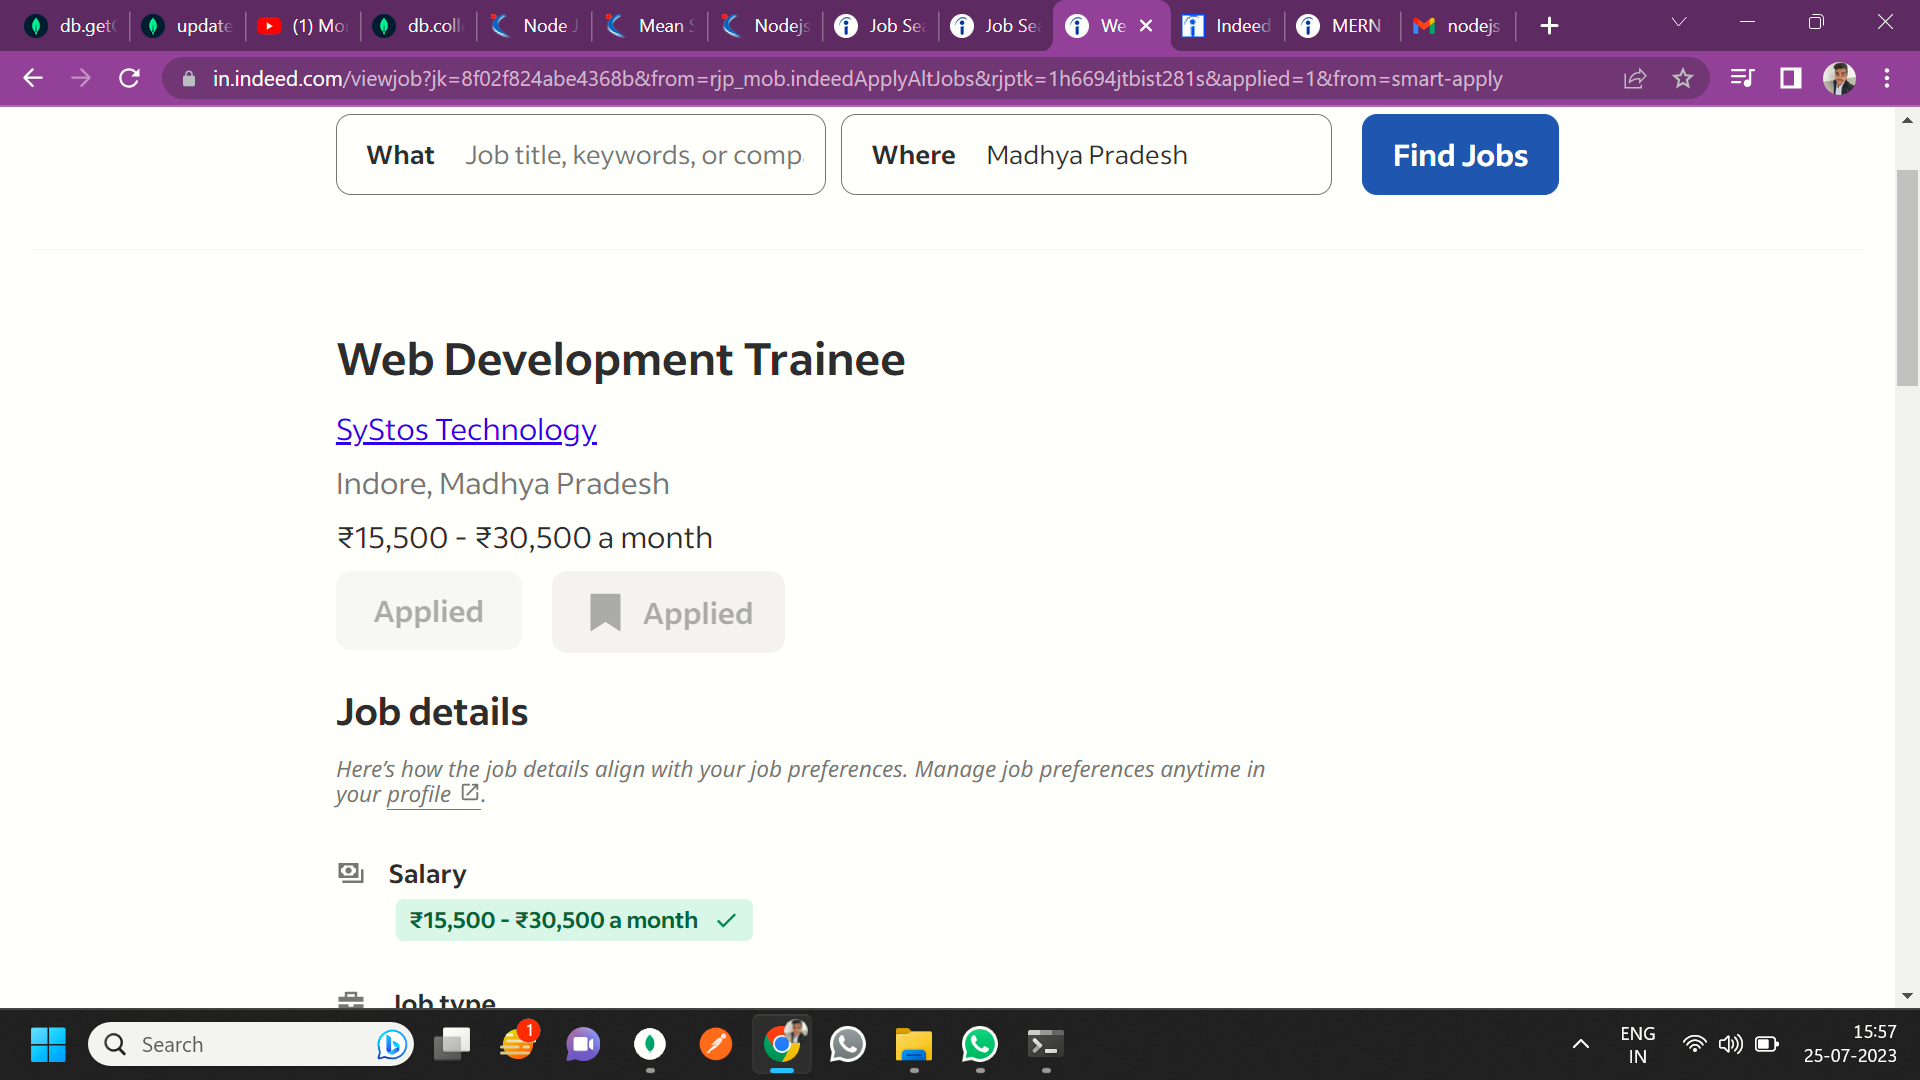 db.get
update
(1) Mo
db.coll
Node J
Mean S
Nodejs
Job Sea
Job Sea
We
Indeed
MERN
nodejs
in.indeed.com/viewjob?jk=8f02f824abe4368b&from=rjp_mob.indeedApplyAltJobs&rjptk=1h6694jtbist281s&applied=1&from=smart-apply
What Job title, keywords, or comp
Where Madhya Pradesh
Find Jobs
Web Development Trainee
SyStos Technology
Indore, Madhya Pradesh
₹15,500 - ₹30,500 a month
Applied
Applied
Job details
Here's how the job details align with your job preferences. Manage job preferences anytime in
your profile .
Salary
₹15,500 - ₹30,500 a month
Job type
Search
1
ENG
IN
15:57
25-07-2023